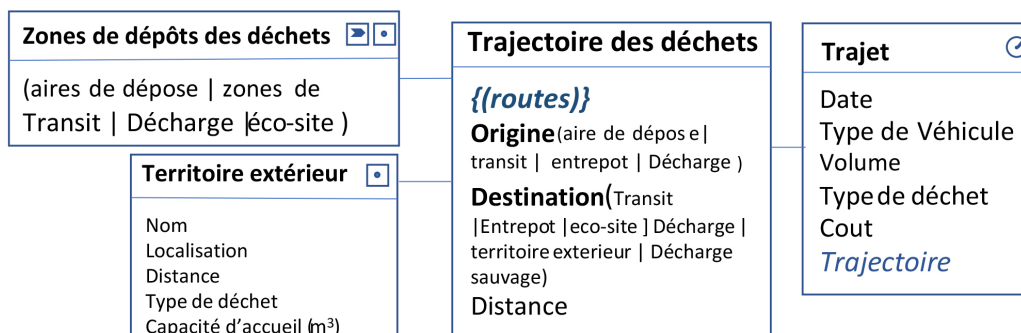 Zones de dépôts des déchets
(aires de dépose | zones de
Transit | Décharge |éco-site )
Territoire extérieur
Nom
Localisation
Distance
Type de déchet
Capacité d'accueil (m³)
Trajectoire des déchets
{(routes)}
Origine(aire de dépos e|
transit | entrepot | Décharge )
Destination(Transit
|Entrepot |eco-site ] Décharge |
territoire exterieur | Décharge
sauvage)
Distance
Trajet
Date
Type de Véhicule
Volume
Type de déchet
Cout
Trajectoire